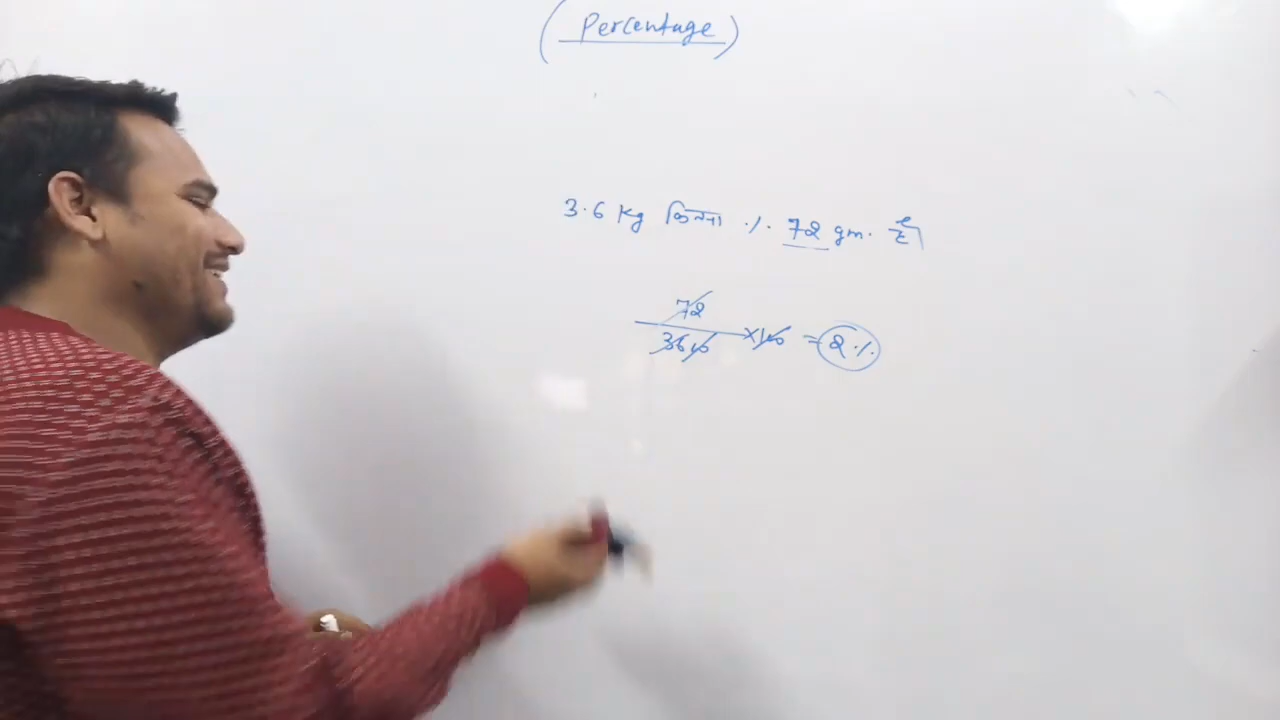 (Percentage)
3.6 kg कितना % 72 gm. है।
72
3600 ×100 = 2%